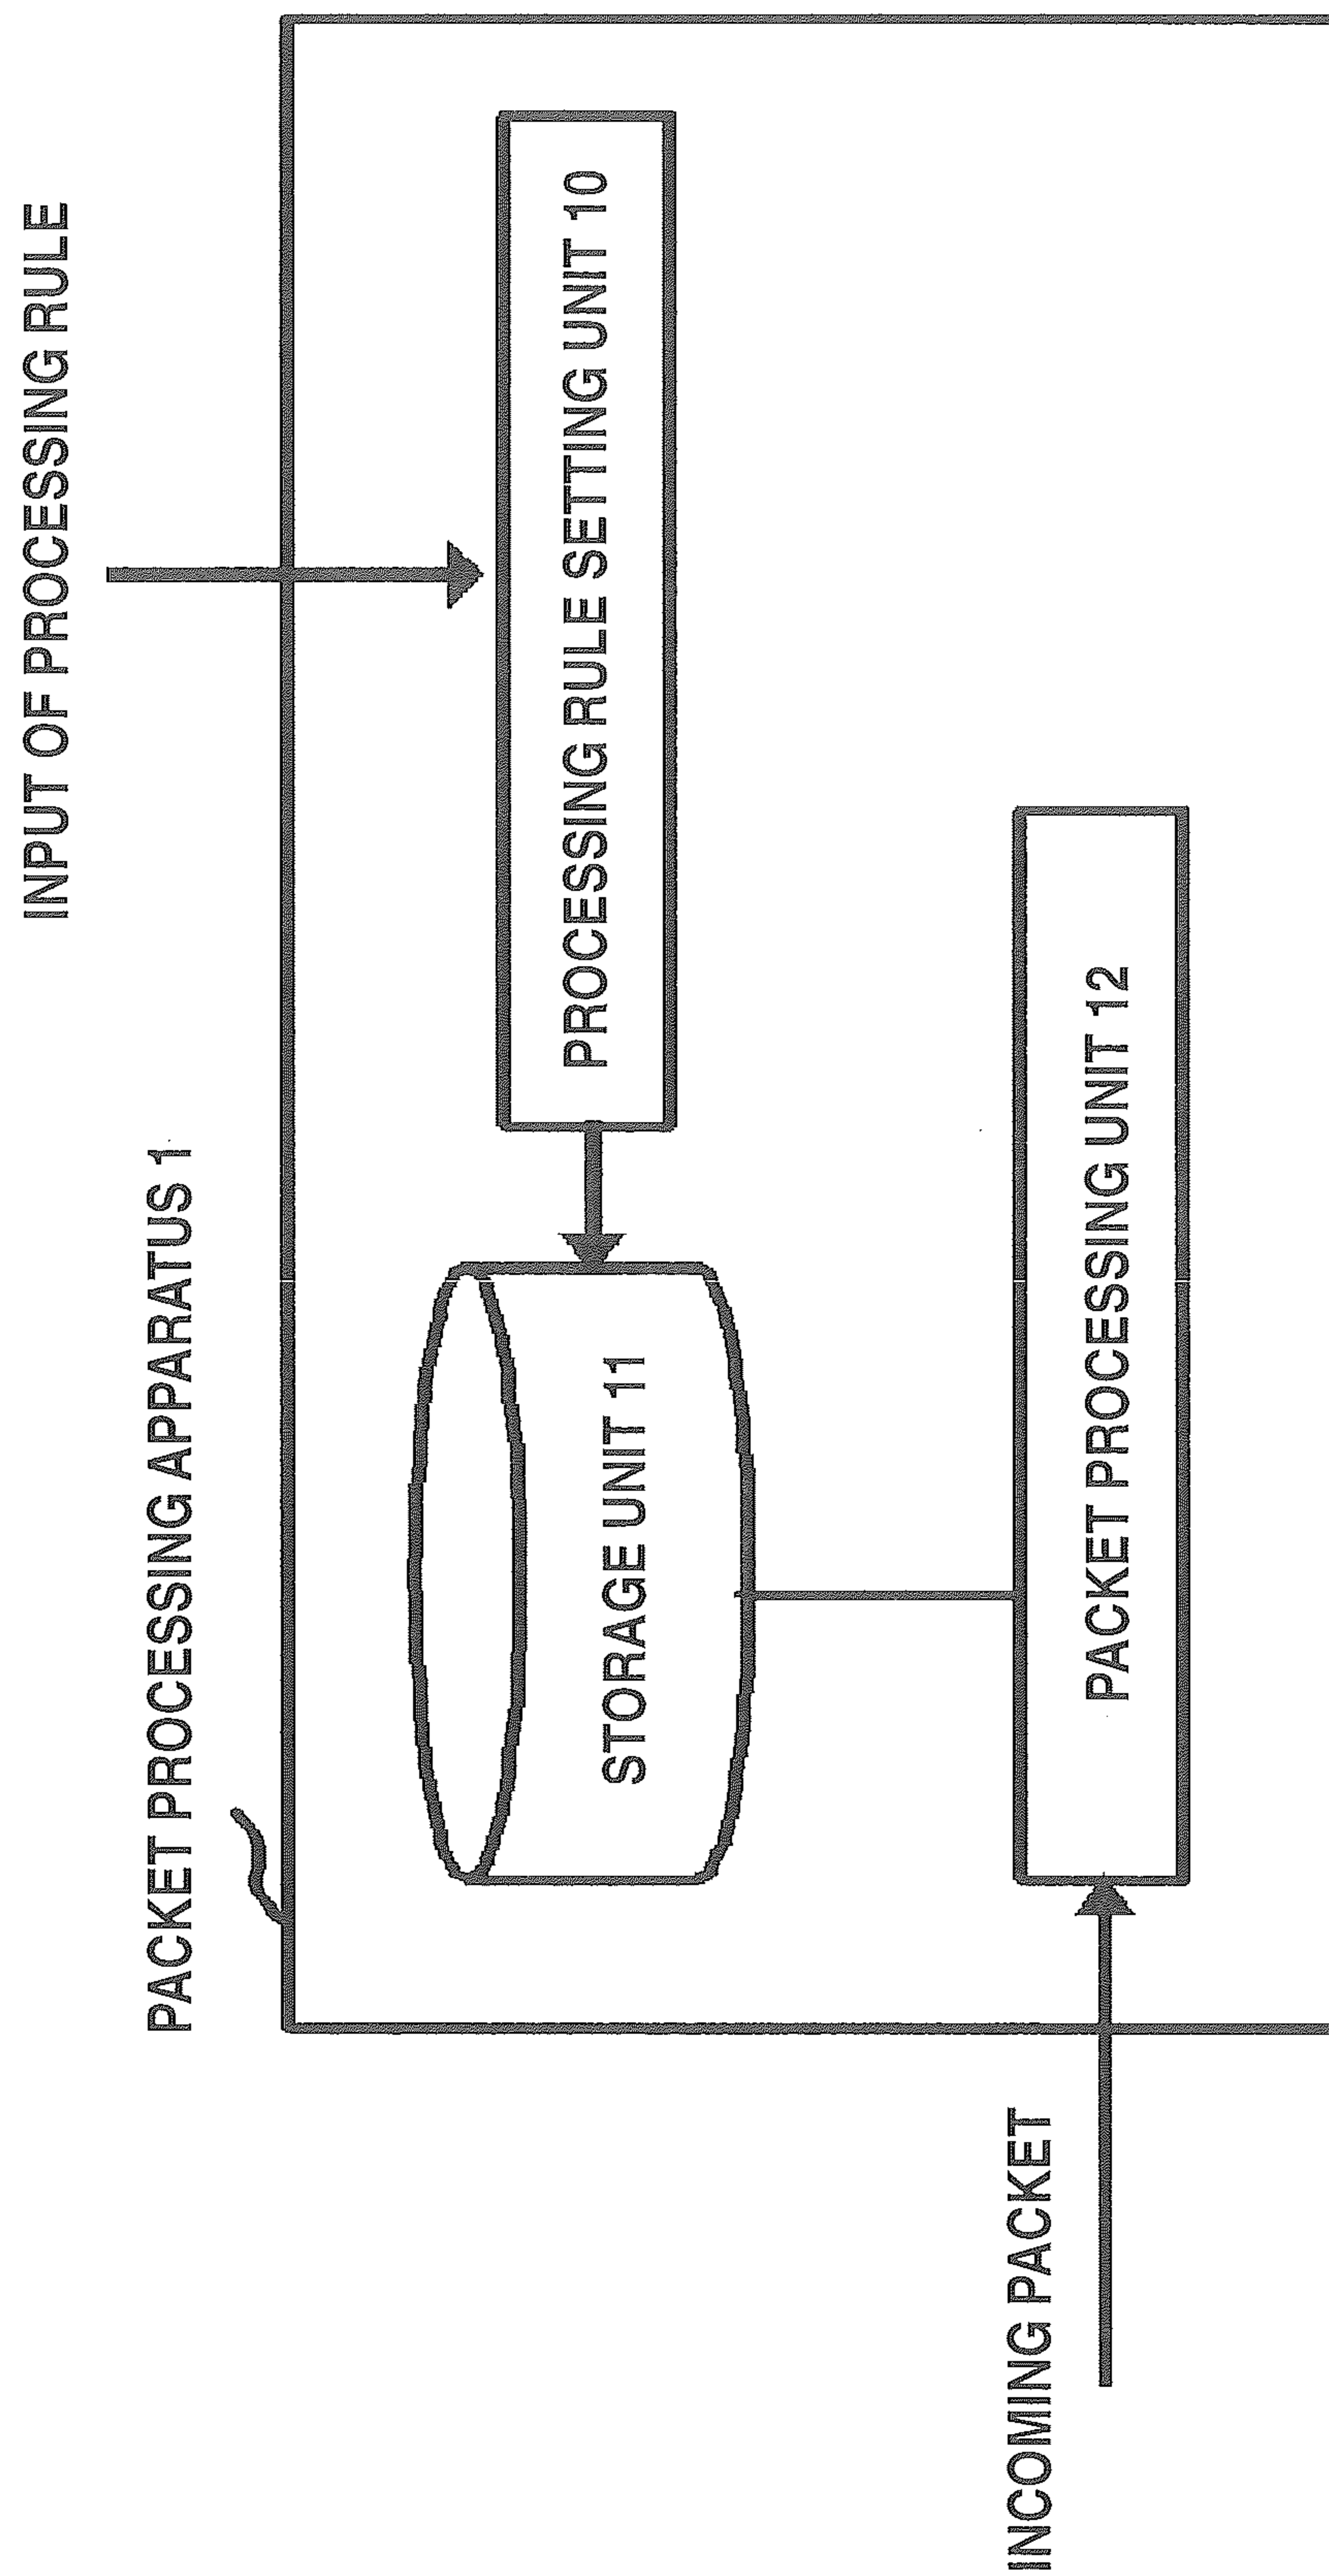 INPUT OF PROCESSING RULE
PACKET PROCESSING APPARATUS 1
PROCESSING RULE SETTING UNIT 10
STORAGE UNIT 11
PACKET PROCESSING UNIT 12
INCOMING PACKET